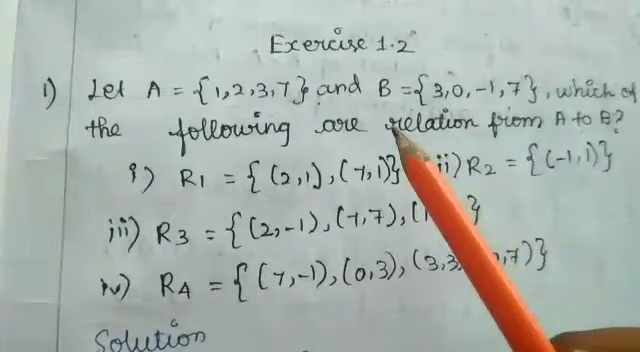 Exercise 1.2
1) Let A = {1,2,3,7} and B = {3,0,-1,7}, which of
the following are relation from A to B?
i) R1 = {(2,1),(7,1)} ii) R2 = {(-1,1)}
iii) R3 = {(2,-1),(7,7),(1 }
iv) R4 = {(7,-1),(0,3),(3,3 ,7)}
Solution